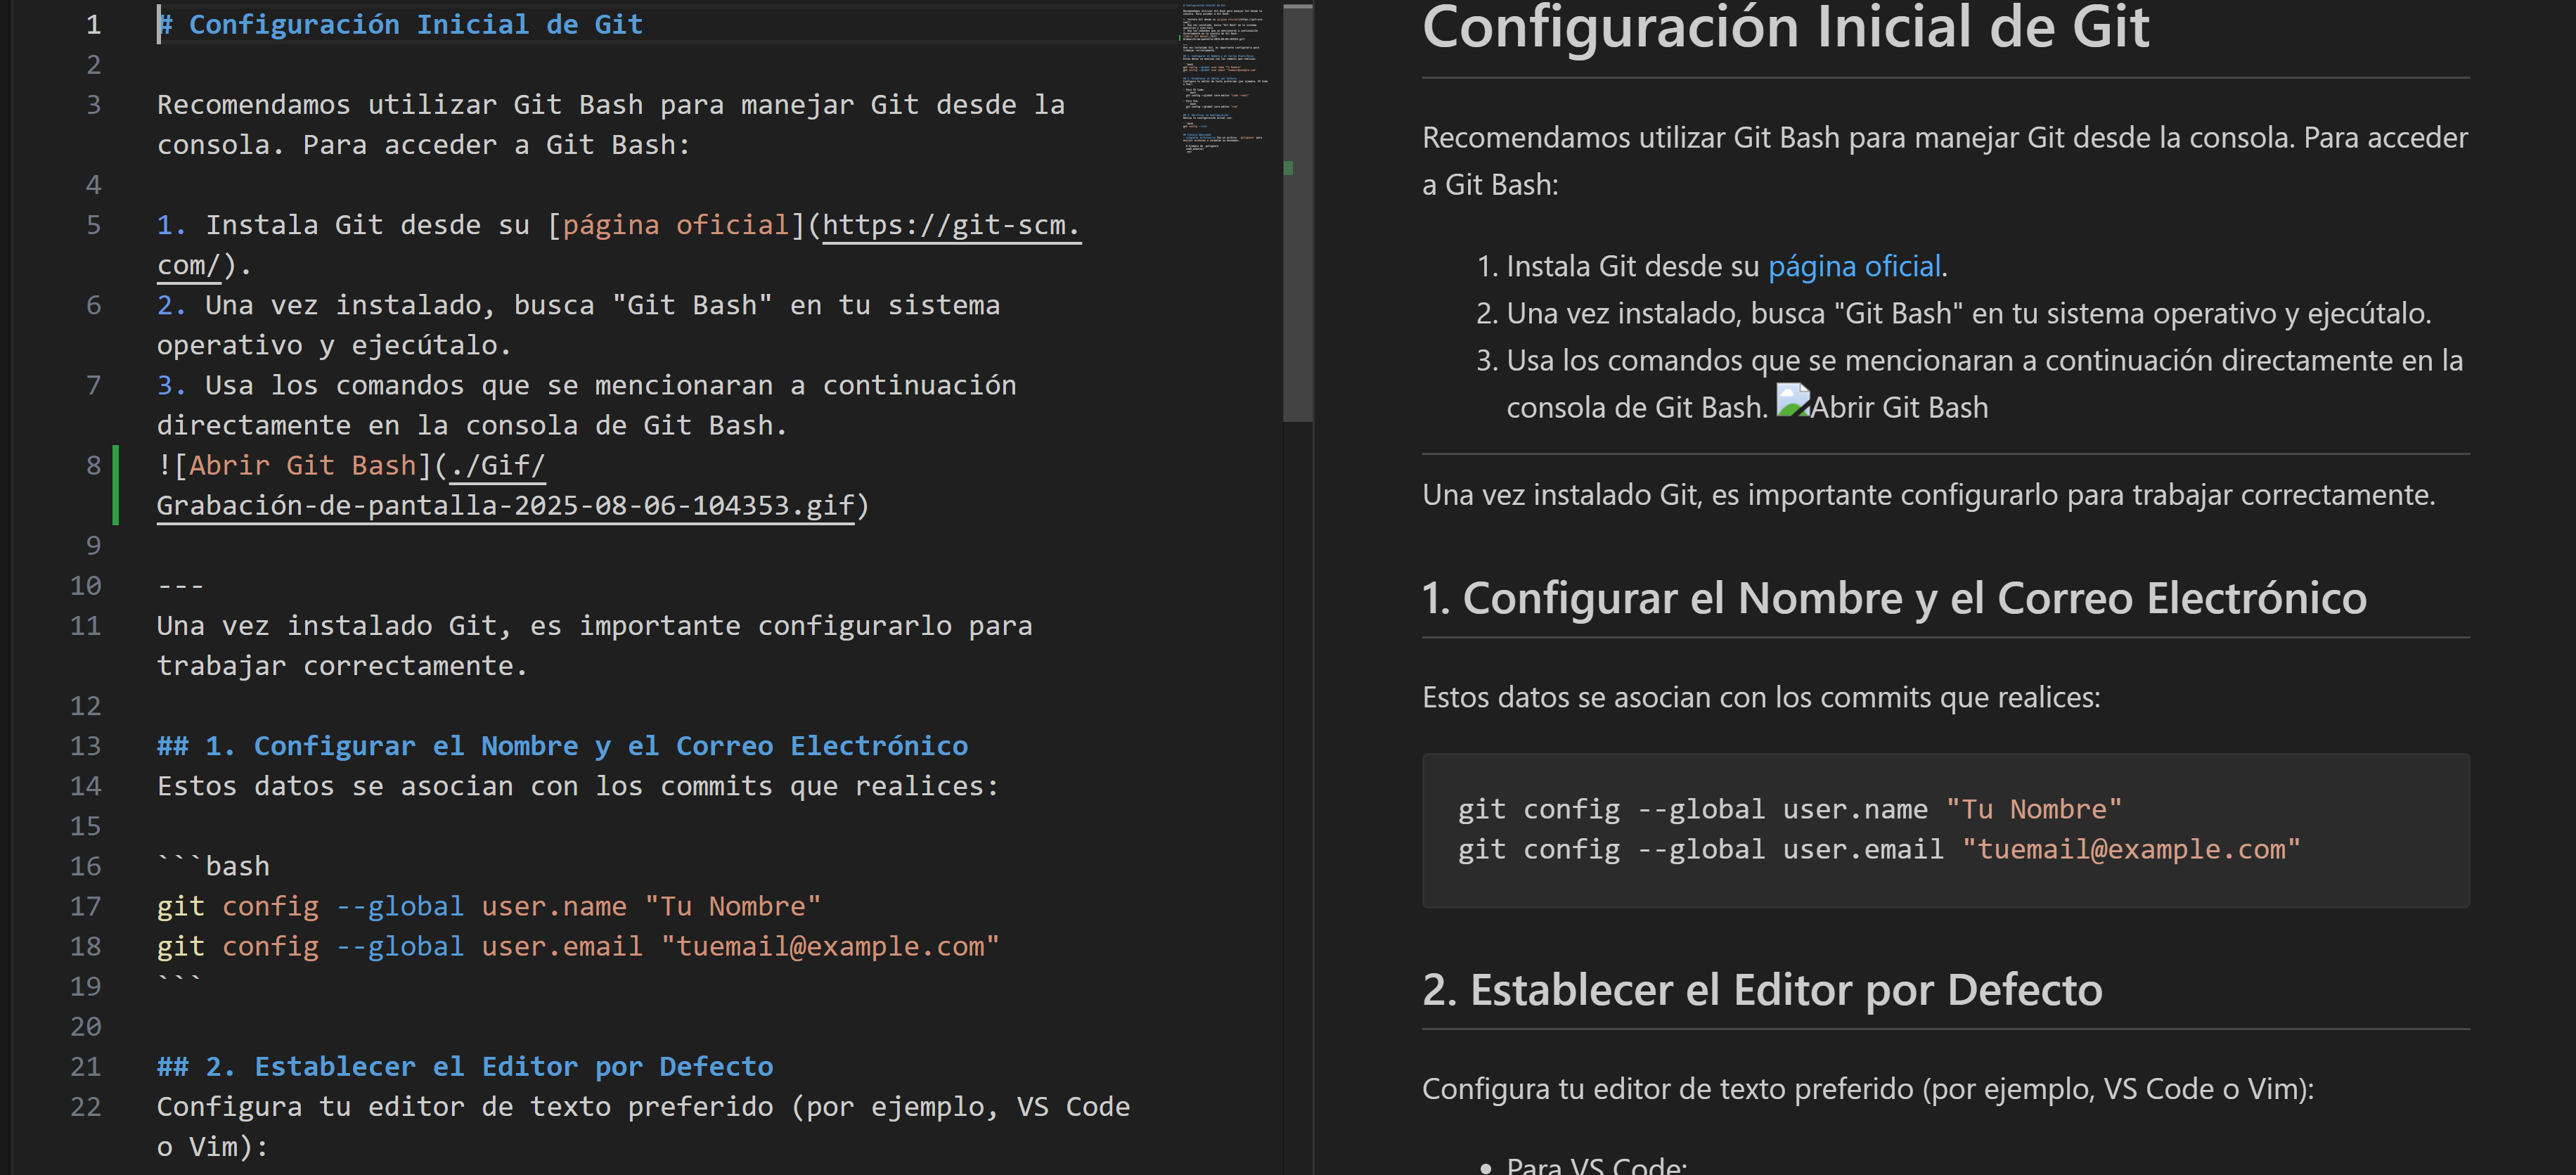 1 # Configuración Inicial de Git
2
3 Recomendamos utilizar Git Bash para manejar Git desde la
consola. Para acceder a Git Bash:
4
5 1. Instala Git desde su [página oficial](https://git-scm.
com/).
6 2. Una vez instalado, busca "Git Bash" en tu sistema
operativo y ejecútalo.
7 3. Usa los comandos que se mencionaran a continuación
directamente en la consola de Git Bash.
8 ![Abrir Git Bash](./Gif/
Grabación-de-pantalla-2025-08-06-104353.gif)
9
10 ---
11 Una vez instalado Git, es importante configurarlo para
trabajar correctamente.
12
13 ## 1. Configurar el Nombre y el Correo Electrónico
14 Estos datos se asocian con los commits que realices:
15
16 ```bash
17 git config --global user.name "Tu Nombre"
18 git config --global user.email "tuemail@example.com"
19 ```
20
21 ## 2. Establecer el Editor por Defecto
22 Configura tu editor de texto preferido (por ejemplo, VS Code
o Vim):
Configuración Inicial de Git
Recomendamos utilizar Git Bash para manejar Git desde la consola. Para acceder
a Git Bash:
1. Instala Git desde su página oficial.
2. Una vez instalado, busca "Git Bash" en tu sistema operativo y ejecútalo.
3. Usa los comandos que se mencionaran a continuación directamente en la
consola de Git Bash. Abrir Git Bash
Una vez instalado Git, es importante configurarlo para trabajar correctamente.
1. Configurar el Nombre y el Correo Electrónico
Estos datos se asocian con los commits que realices:
git config --global user.name "Tu Nombre"
git config --global user.email "tuemail@example.com"
2. Establecer el Editor por Defecto
Configura tu editor de texto preferido (por ejemplo, VS Code o Vim):
• Para VS Code: